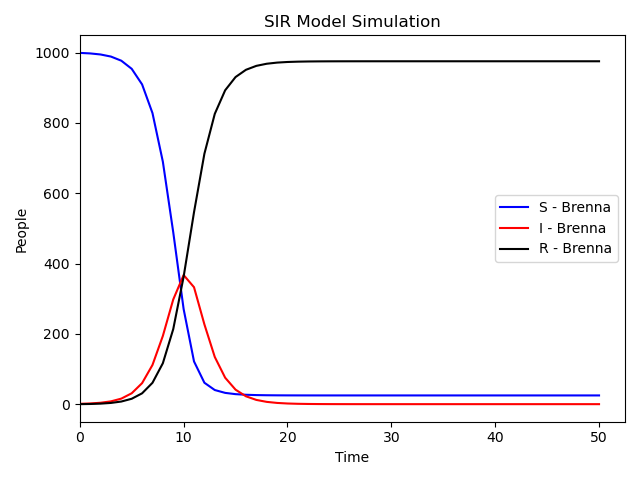 SIR Model Simulation
1000
800
600
400
200
0
People
S - Brenna
I - Brenna
R - Brenna
0 10 20 30 40 50
Time